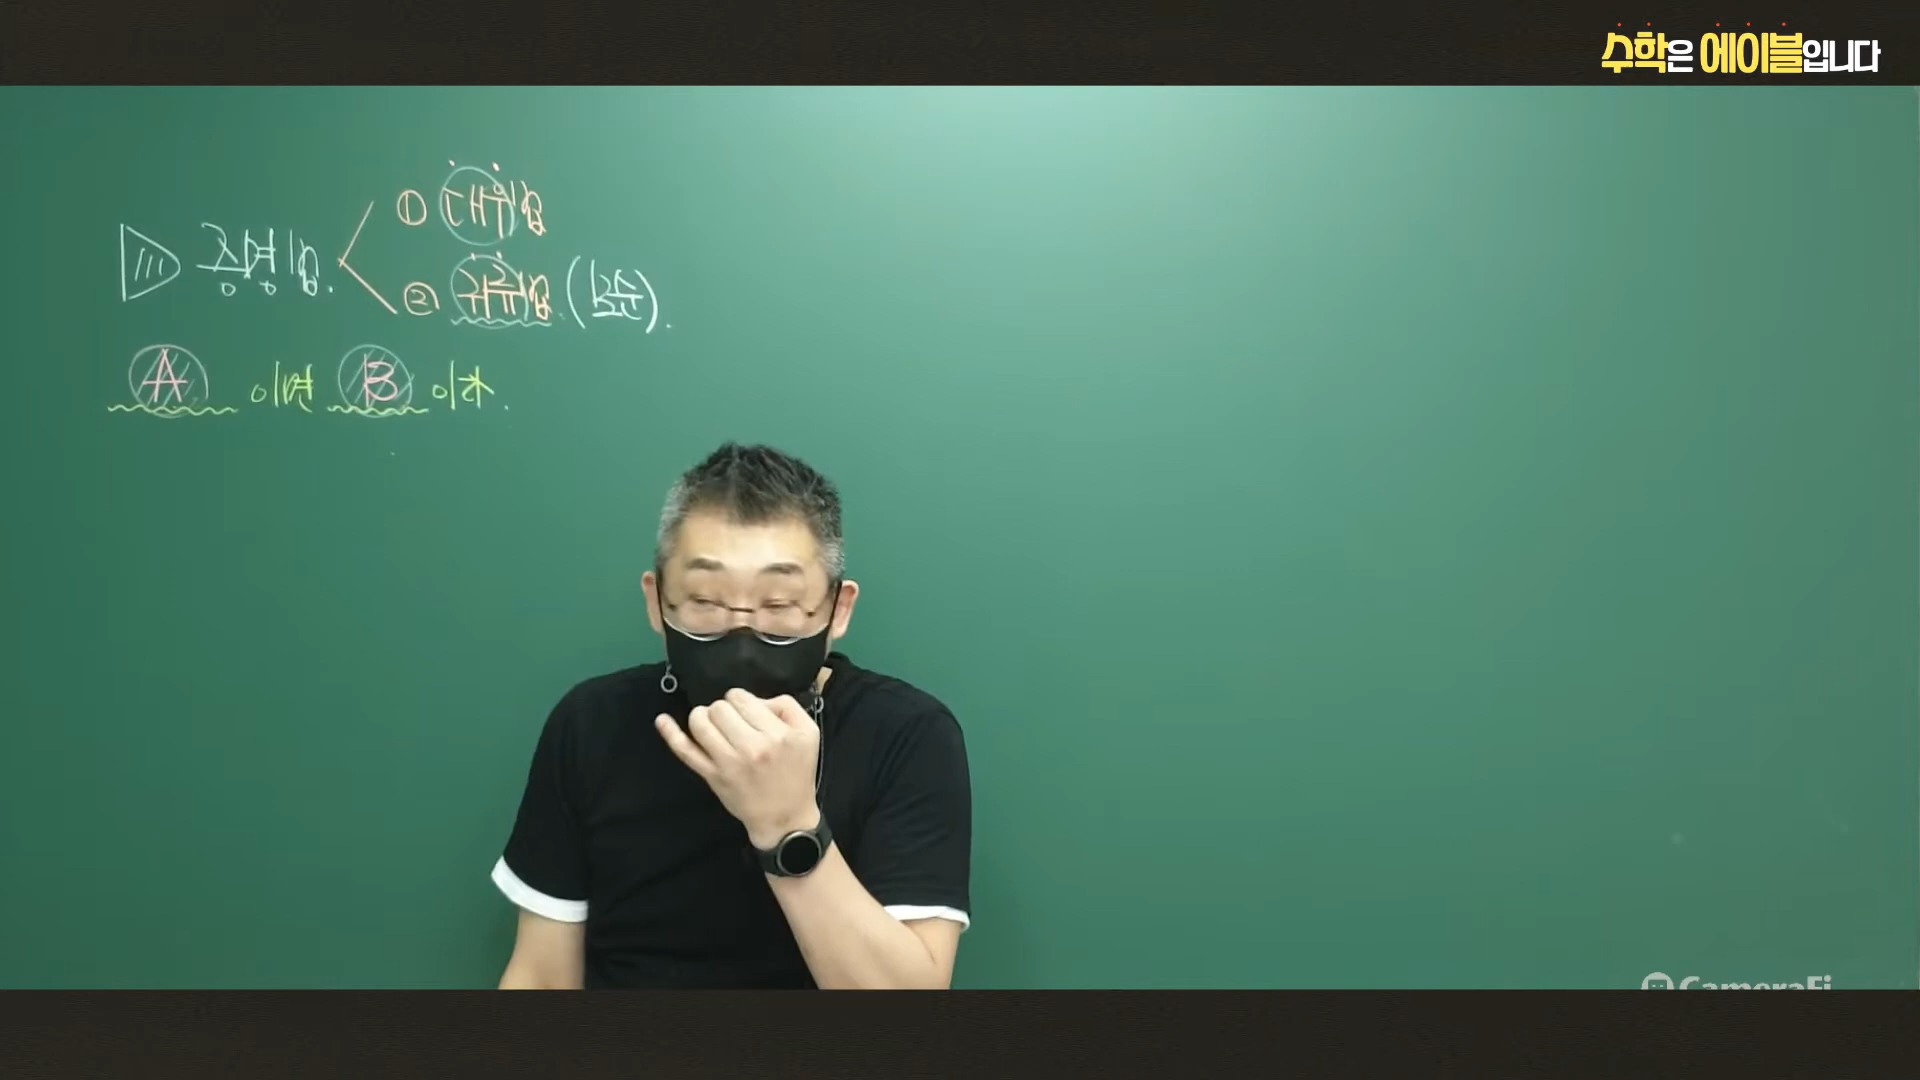 수학은 에이블입니다
① 대우법
▷ 증명법.
② 귀류법. (모순).
A 이면 B 이다.
CameraFi